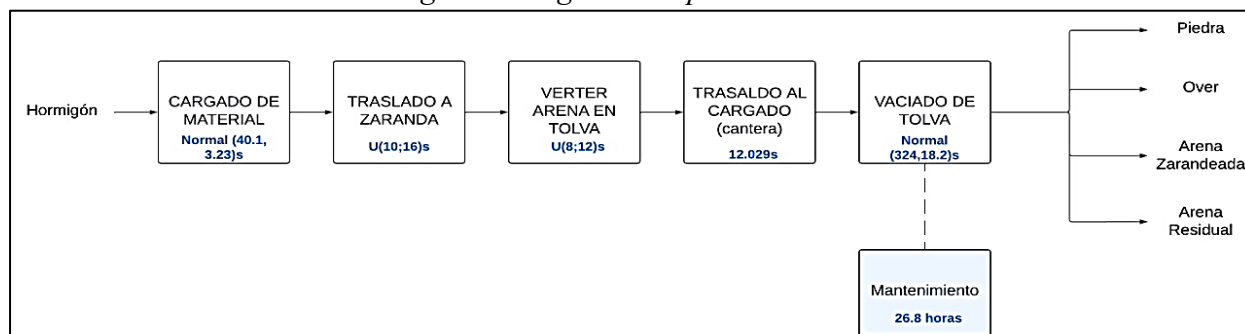 Hormigón
CARGADO DE
MATERIAL
Normal (40.1,
3.23)s
TRASLADO A
ZARANDA
U(10;16)s
VERTER
ARENA EN
TOLVA
U(8;12)s
TRASALDO AL
CARGADO
(cantera)
12.029s
VACIADO DE
TOLVA
Normal
(324,18.2)s
Mantenimiento
26.8 horas
Piedra
Over
Arena
Zarandeada
Arena
Residual